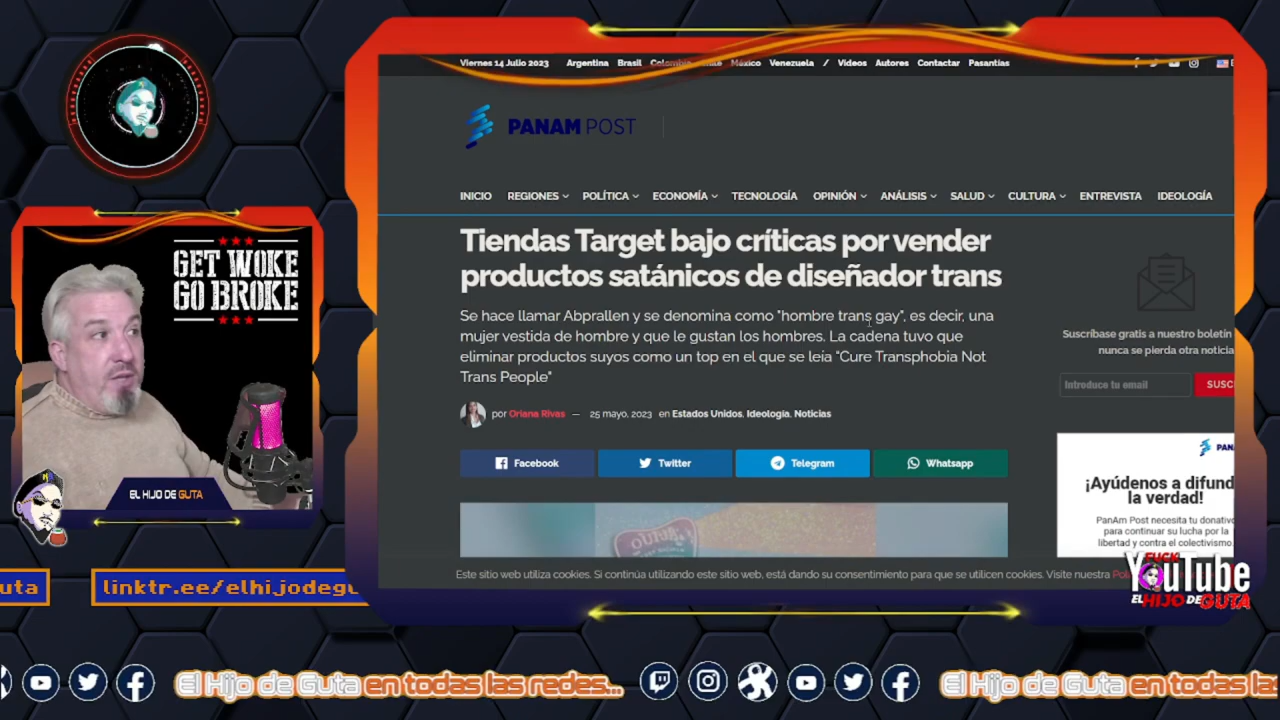 Viernes 14 Julio 2023 Argentina Brasil Colombia Chile México Venezuela / Videos Autores Contactar Pasantías
PANAM POST
INICIO REGIONES POLÍTICA ECONOMÍA TECNOLOGÍA OPINIÓN ANÁLISIS SALUD CULTURA ENTREVISTA IDEOLOGÍA
Tiendas Target bajo críticas por vender
productos satánicos de diseñador trans
Se hace llamar Abprallen y se denomina como "hombre trans gay", es decir, una
mujer vestida de hombre y que le gustan los hombres. La cadena tuvo que
eliminar productos suyos como un top en el que se leía "Cure Transphobia Not
Trans People"
por Oriana Rivas — 25 mayo, 2023 en Estados Unidos, Ideología, Noticias
Facebook Twitter Telegram Whatsapp
Suscríbase gratis a nuestro boletín
nunca se pierda otra noticia
Introduce tu email SUSC
PAN
¡Ayúdenos a difund
la verdad!
PanAm Post necesita tu donativo
para continuar su lucha por la
libertad y contra el colectivismo.
Este sitio web utiliza cookies. Si continúa utilizando este sitio web, está dando su consentimiento para que se utilicen cookies. Visite nuestra
GET WOKE
GO BROKE
EL HIJO DE GUTA
FUCK
YouTube
EL HIJO DE GUTA
uta linktr.ee/elhijodegu
El Hijo de Guta en todas las redes... El Hijo de Guta en todas las